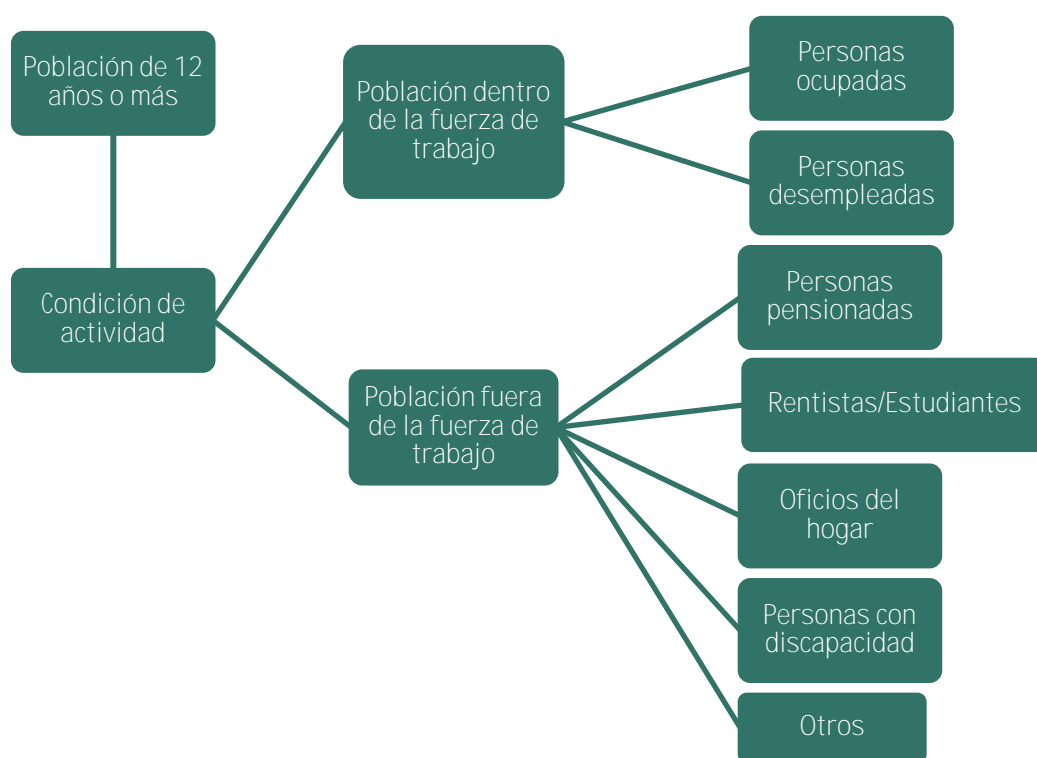 Población de 12
años o más
Condición de
actividad
Población dentro
de la fuerza de
trabajo
Personas
ocupadas
Personas
desempleadas
Población fuera
de la fuerza de
trabajo
Personas
pensionadas
Rentistas/Estudiantes
Oficios del
hogar
Personas con
discapacidad
Otros